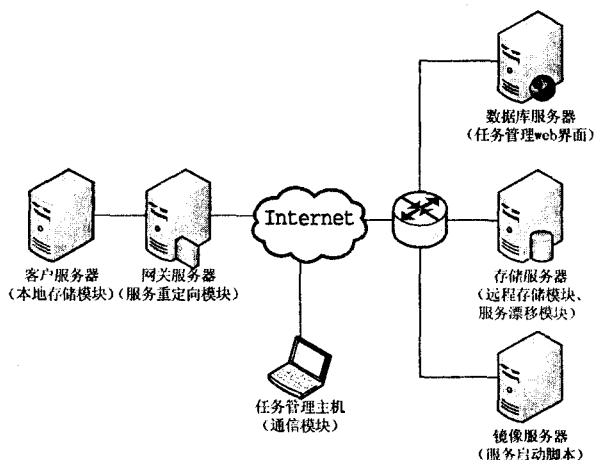 数据库服务器
(任务管理web界面)
Internet
客户服务器
(本地存储模块)
网关服务器
(服务重定向模块)
存储服务器
(远程存储模块、
服务漂移模块)
任务管理主机
(通信模块)
镜像服务器
(服务启动脚本)